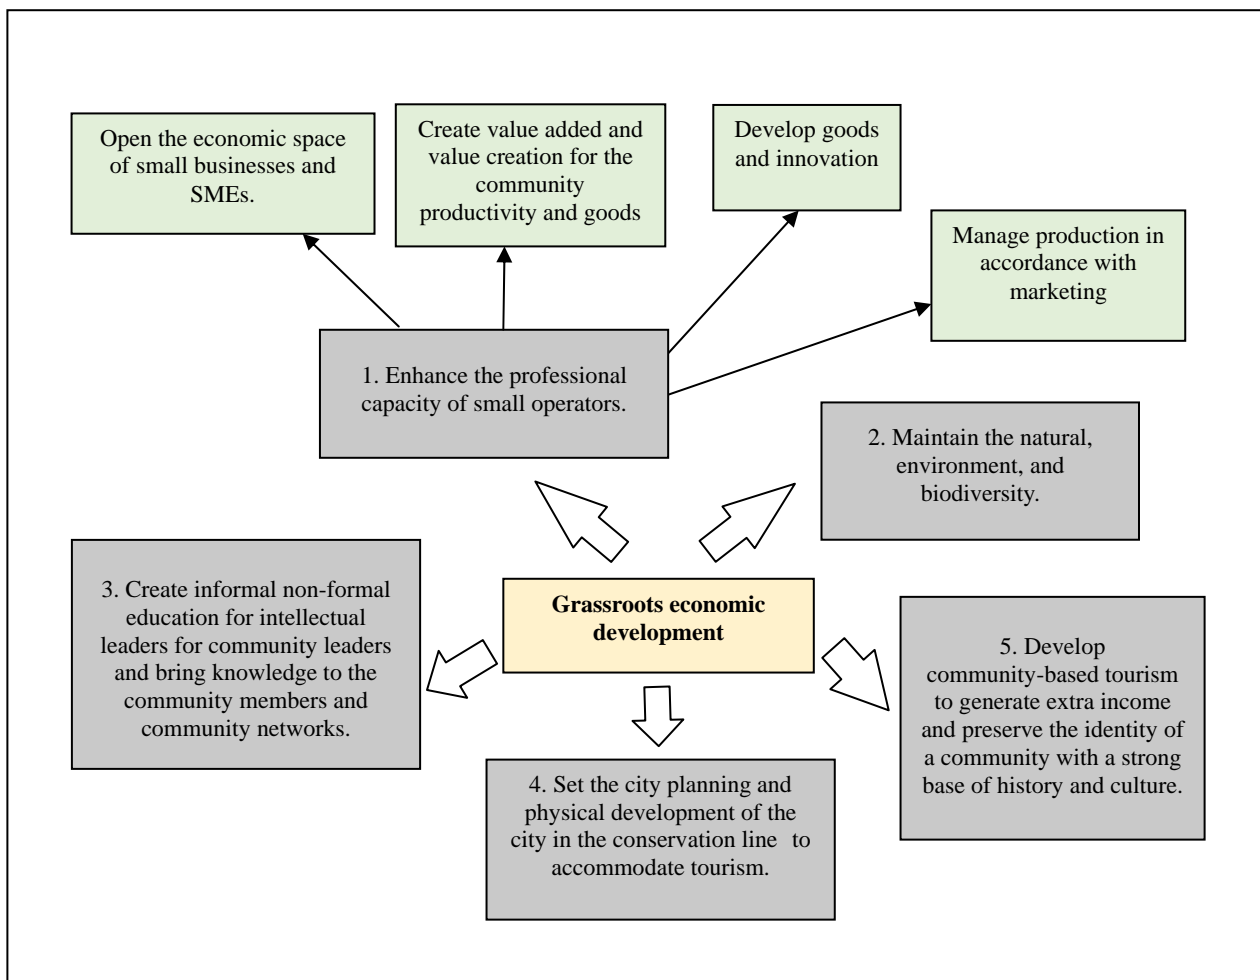 Open the economic space
of small businesses and
SMEs.
Create value added and
value creation for the
community
productivity and goods
Develop goods
and innovation
Manage production in
accordance with
marketing
1. Enhance the professional
capacity of small operators.
2. Maintain the natural,
environment, and
biodiversity.
3. Create informal non-formal
education for intellectual
leaders for community leaders
and bring knowledge to the
community members and
community networks.
Grassroots economic
development
5. Develop
community-based tourism
to generate extra income
and preserve the identity of
a community with a strong
base of history and culture.
4. Set the city planning and
physical development of the
city in the conservation line to
accommodate tourism.